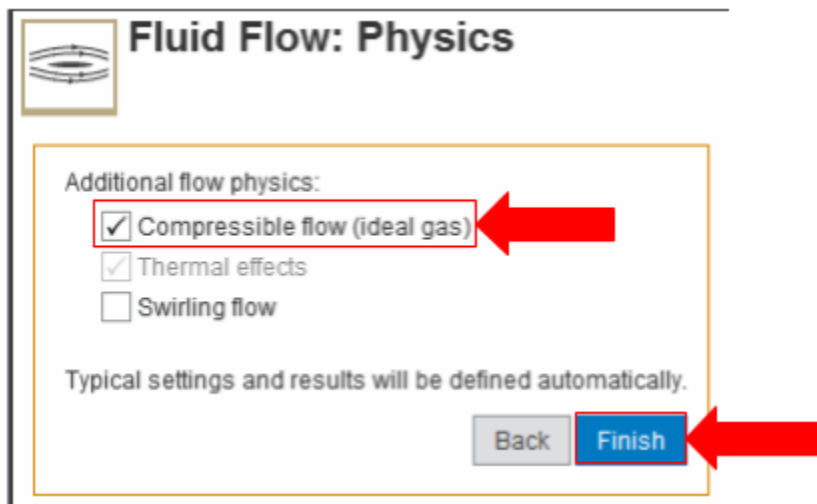 Fluid Flow: Physics
Additional flow physics:
Compressible flow (ideal gas)
Thermal effects
Swirling flow
Typical settings and results will be defined automatically.
Back
Finish